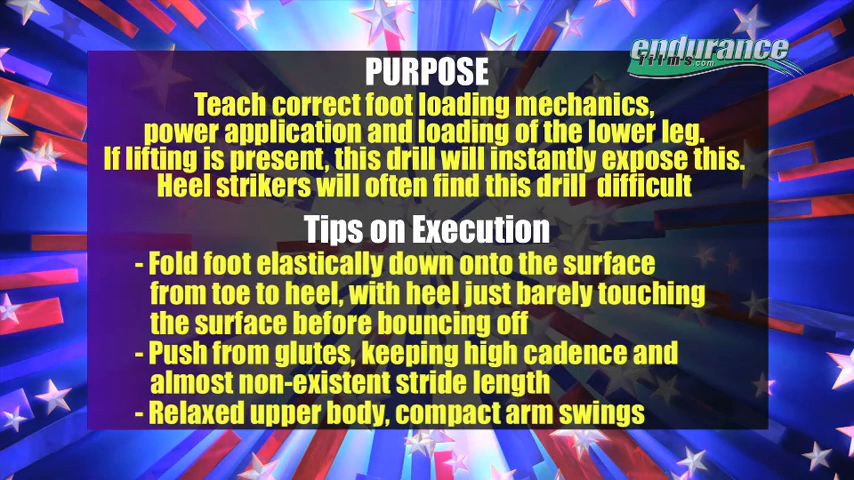 endurance
films.com
PURPOSE
Teach correct foot loading mechanics,
power application and loading of the lower leg.
If lifting is present, this drill will instantly expose this.
Heel strikers will often find this drill  difficult
Tips on Execution
- Fold foot elastically down onto the surface
from toe to heel, with heel just barely touching
the surface before bouncing off
- Push from glutes, keeping high cadence and
almost non-existent stride length
- Relaxed upper body, compact arm swings